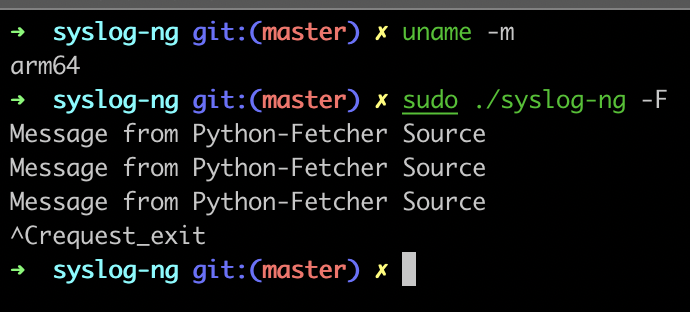 ➜  syslog-ng git:(master) ✗ uname -m
arm64
➜  syslog-ng git:(master) ✗ sudo ./syslog-ng -F
Message from Python-Fetcher Source
Message from Python-Fetcher Source
Message from Python-Fetcher Source
^Crequest_exit
➜  syslog-ng git:(master) ✗